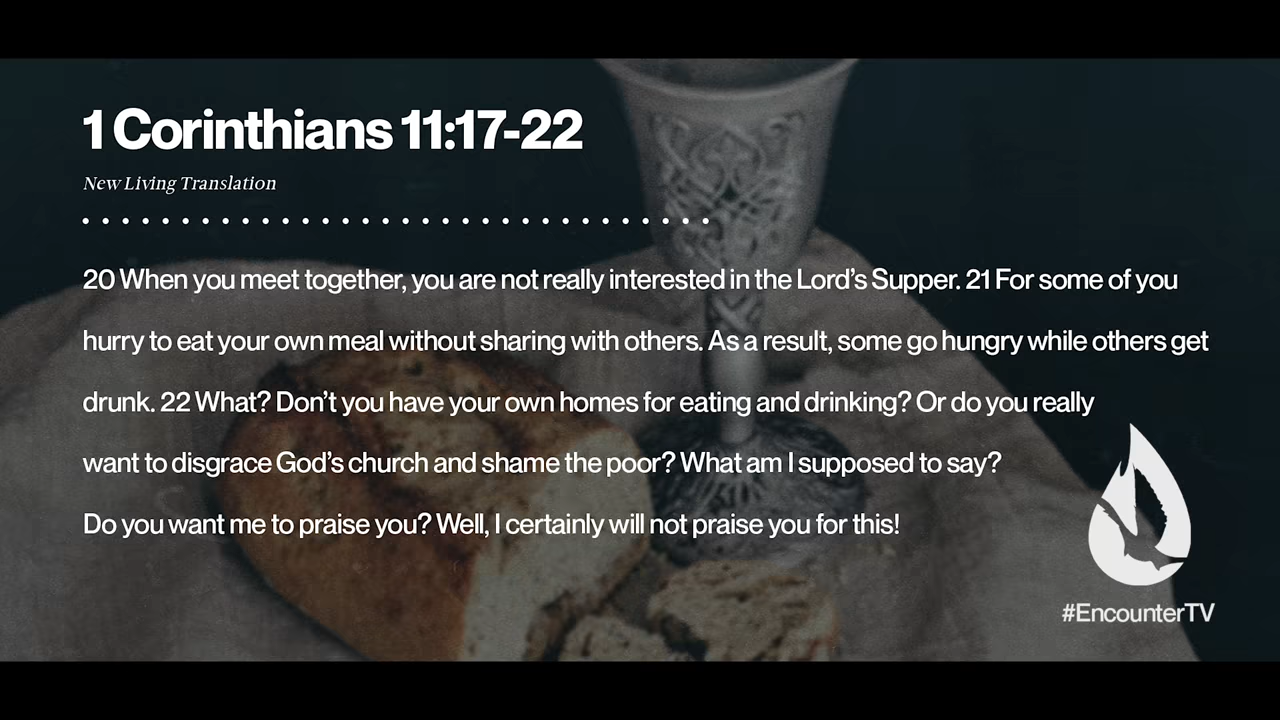 1 Corinthians 11:17-22
New Living Translation
20 When you meet together, you are not really interested in the Lord’s Supper. 21 For some of you
hurry to eat your own meal without sharing with others. As a result, some go hungry while others get
drunk. 22 What? Don’t you have your own homes for eating and drinking? Or do you really
want to disgrace God’s church and shame the poor? What am I supposed to say?
Do you want me to praise you? Well, I certainly will not praise you for this!
#EncounterTV